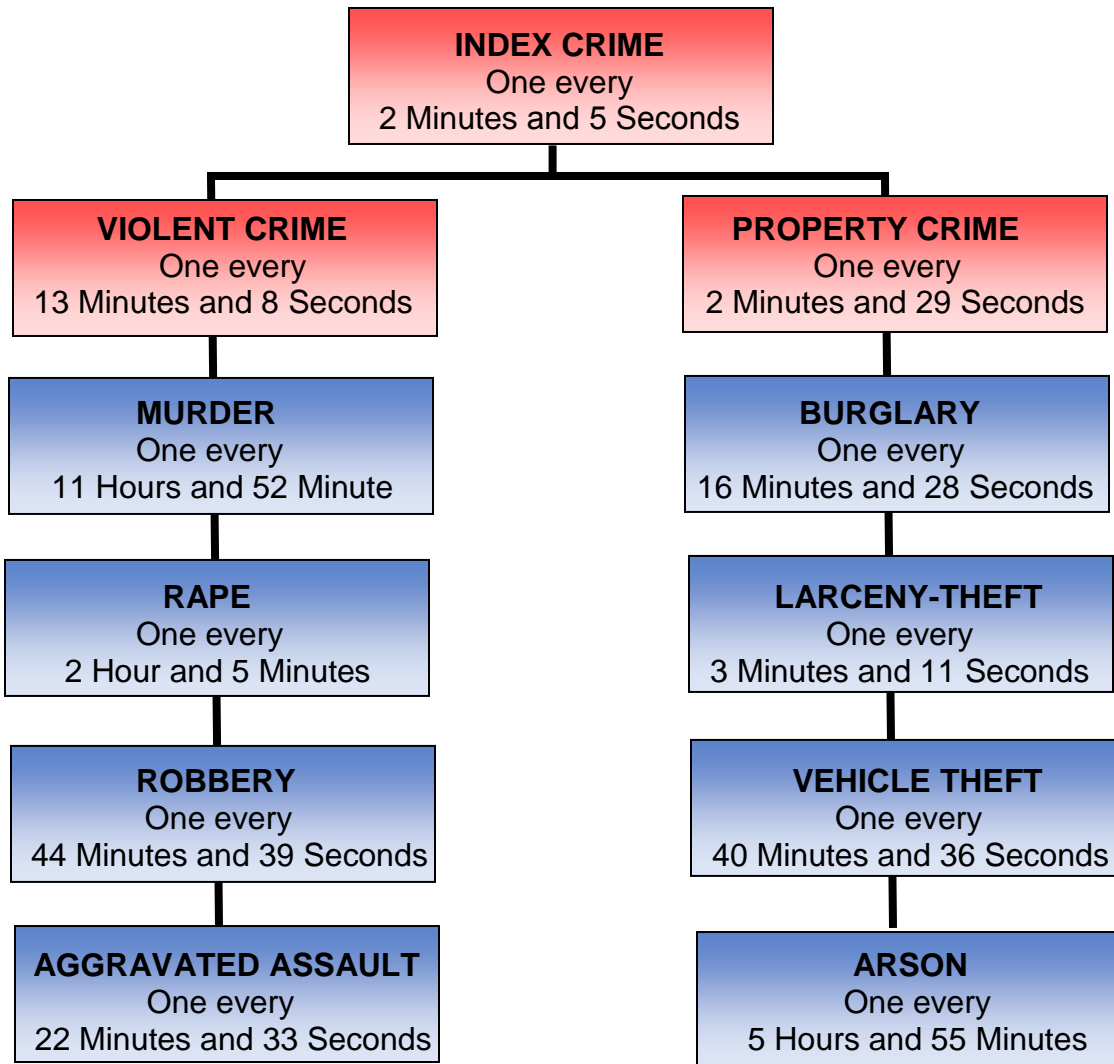 INDEX CRIME
One every
2 Minutes and 5 Seconds
VIOLENT CRIME
One every
13 Minutes and 8 Seconds
PROPERTY CRIME
One every
2 Minutes and 29 Seconds
MURDER
One every
11 Hours and 52 Minute
BURGLARY
One every
16 Minutes and 28 Seconds
RAPE
One every
2 Hour and 5 Minutes
LARCENY-THEFT
One every
3 Minutes and 11 Seconds
ROBBERY
One every
44 Minutes and 39 Seconds
VEHICLE THEFT
One every
40 Minutes and 36 Seconds
AGGRAVATED ASSAULT
One every
22 Minutes and 33 Seconds
ARSON
One every
5 Hours and 55 Minutes